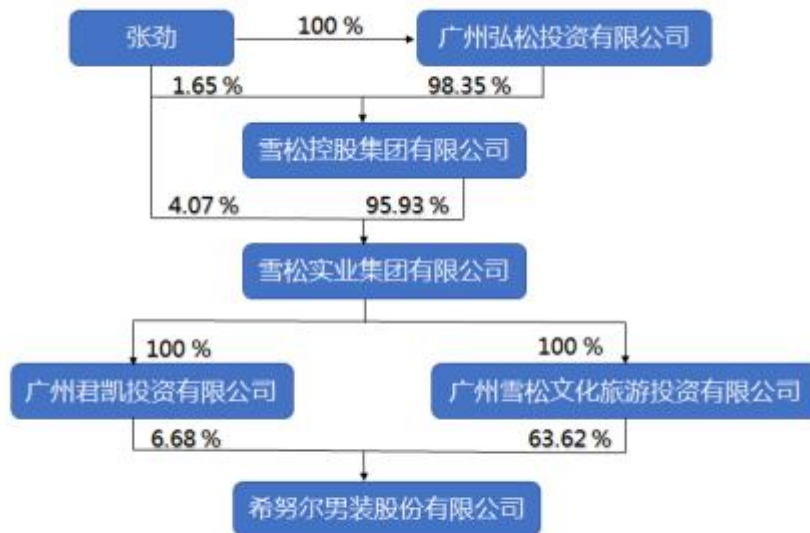 张劲
100 %
广州弘松投资有限公司
1.65 %
98.35 %
雪松控股集团有限公司
4.07 %
95.93 %
雪松实业集团有限公司
100 %
100 %
广州君凯投资有限公司
广州雪松文化旅游投资有限公司
6.68 %
63.62 %
希努尔男装股份有限公司